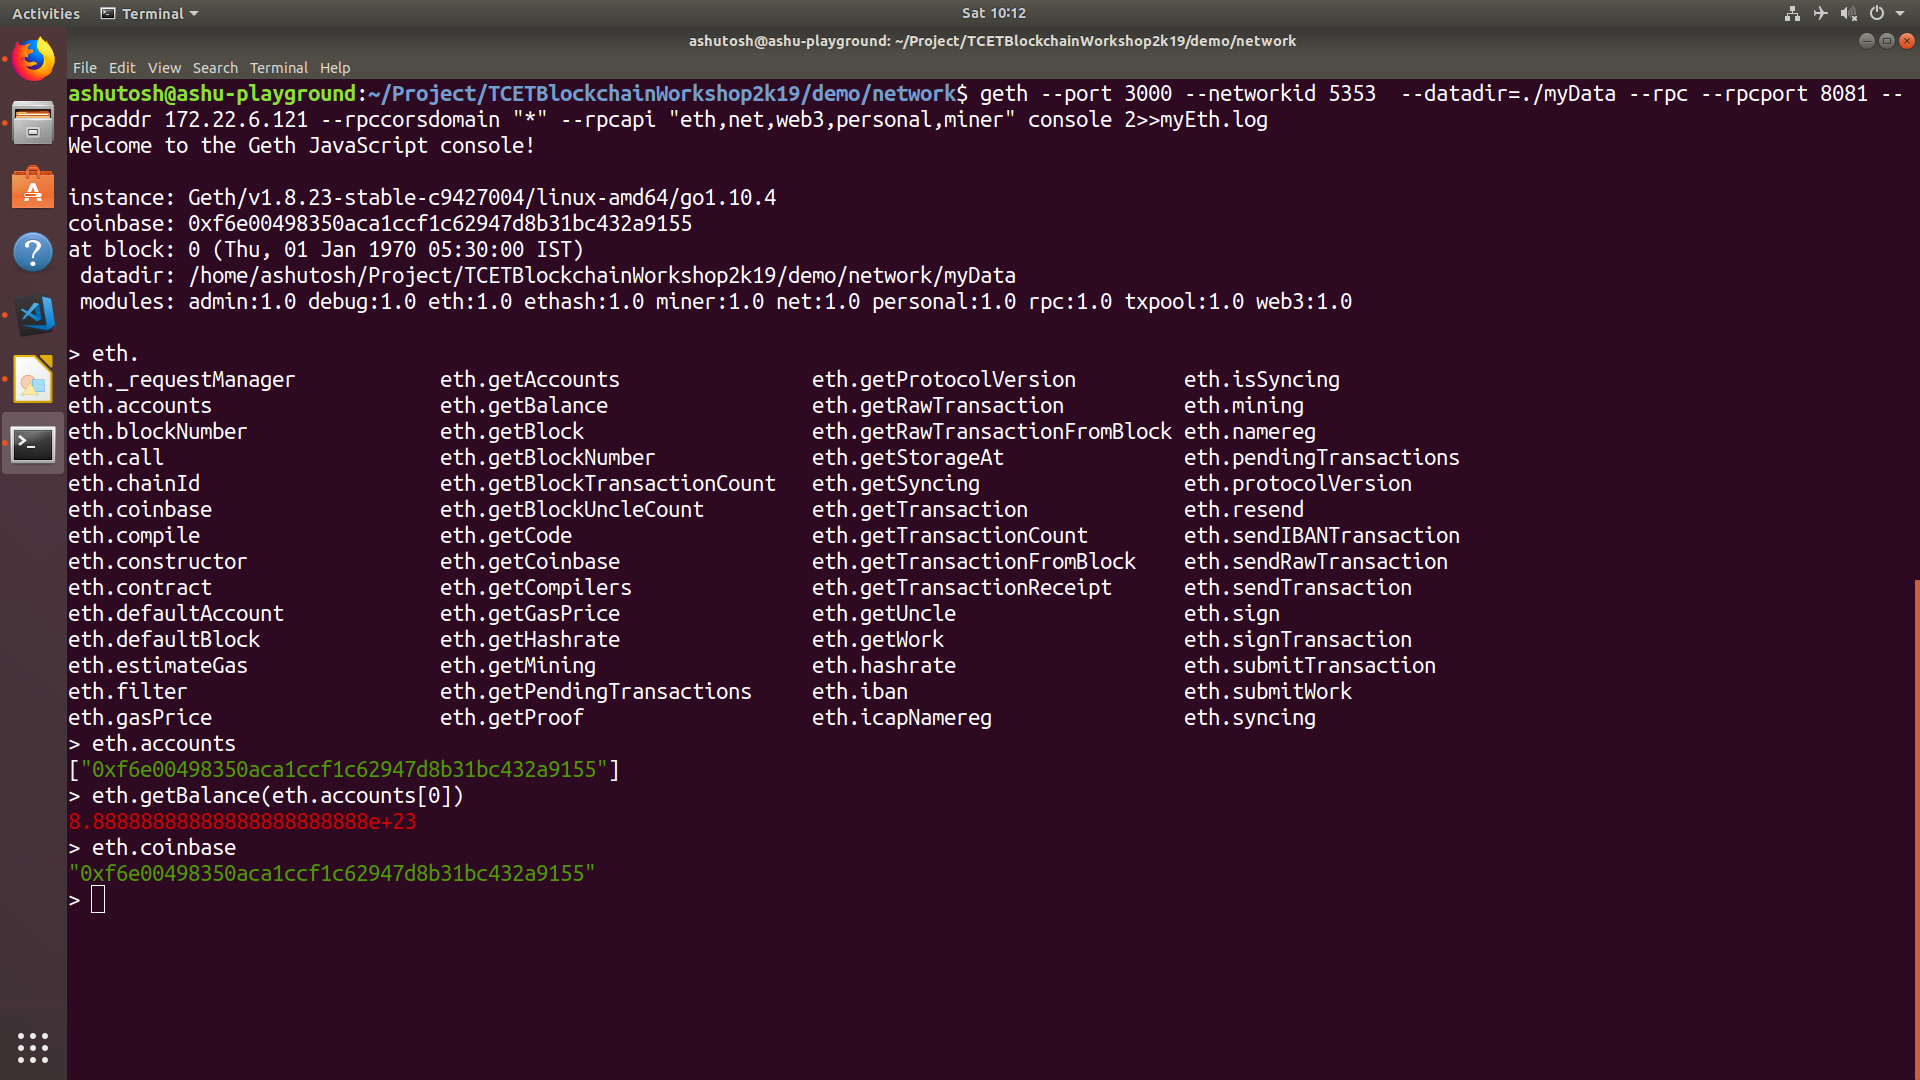 Activities Terminal Sat 10:12
ashutosh@ashu-playground: ~/Project/TCETBlockchainWorkshop2k19/demo/network
File Edit View Search Terminal Help
ashutosh@ashu-playground:~/Project/TCETBlockchainWorkshop2k19/demo/network$ geth --port 3000 --networkid 5353  --datadir=./myData --rpc --rpcport 8081 --
rpcaddr 172.22.6.121 --rpccorsdomain "*" --rpcapi "eth,net,web3,personal,miner" console 2>>myEth.log
Welcome to the Geth JavaScript console!
instance: Geth/v1.8.23-stable-c9427004/linux-amd64/go1.10.4
coinbase: 0xf6e00498350aca1ccf1c62947d8b31bc432a9155
at block: 0 (Thu, 01 Jan 1970 05:30:00 IST)
 datadir: /home/ashutosh/Project/TCETBlockchainWorkshop2k19/demo/network/myData
 modules: admin:1.0 debug:1.0 eth:1.0 ethash:1.0 miner:1.0 net:1.0 personal:1.0 rpc:1.0 txpool:1.0 web3:1.0
> eth.
eth._requestManager eth.getAccounts eth.getProtocolVersion eth.isSyncing
eth.accounts eth.getBalance eth.getRawTransaction eth.mining
eth.blockNumber eth.getBlock eth.getRawTransactionFromBlock eth.namereg
eth.call eth.getBlockNumber eth.getStorageAt eth.pendingTransactions
eth.chainId eth.getBlockTransactionCount eth.getSyncing eth.protocolVersion
eth.coinbase eth.getBlockUncleCount eth.getTransaction eth.resend
eth.compile eth.getCode eth.getTransactionCount eth.sendIBANTransaction
eth.constructor eth.getCoinbase eth.getTransactionFromBlock eth.sendRawTransaction
eth.contract eth.getCompilers eth.getTransactionReceipt eth.sendTransaction
eth.defaultAccount eth.getGasPrice eth.getUncle eth.sign
eth.defaultBlock eth.getHashrate eth.getWork eth.signTransaction
eth.estimateGas eth.getMining eth.hashrate eth.submitTransaction
eth.filter eth.getPendingTransactions eth.iban eth.submitWork
eth.gasPrice eth.getProof eth.icapNamereg eth.syncing
> eth.accounts
["0xf6e00498350aca1ccf1c62947d8b31bc432a9155"]
> eth.getBalance(eth.accounts[0])
8.88888888888888888888888e+23
> eth.coinbase
"0xf6e00498350aca1ccf1c62947d8b31bc432a9155"
>